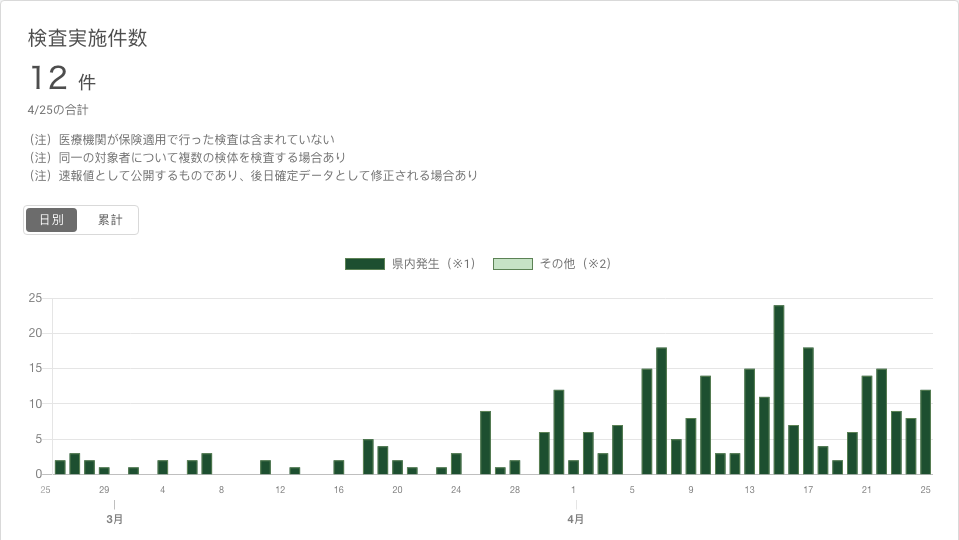 検査実施件数
12 件
4/25の合計
（注）医療機関が保険適用で行った検査は含まれていない
（注）同一の対象者について複数の検体を検査する場合あり
（注）速報値として公開するものであり、後日確定データとして修正される場合あり
日別 累計
県内発生（※1） その他（※2）
25
20
15
10
5
0
25 29 4 8 12 16 20 24 28 1 5 9 13 17 21 25
3月 4月